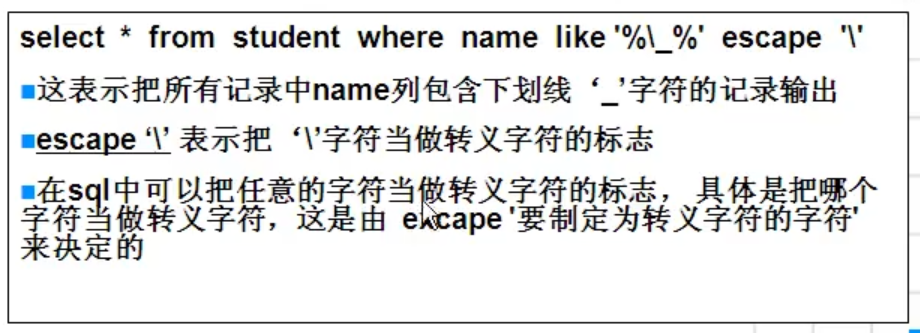 select * from student where name like '%\_%' escape '\'
■这表示把所有记录中name列包含下划线‘_’字符的记录输出
■escape ‘\’ 表示把‘\’字符当做转义字符的标志
■在sql中可以把任意的字符当做转义字符的标志，具体是把哪个
字符当做转义字符，这是由 escape '要制定为转义字符的字符'
来决定的